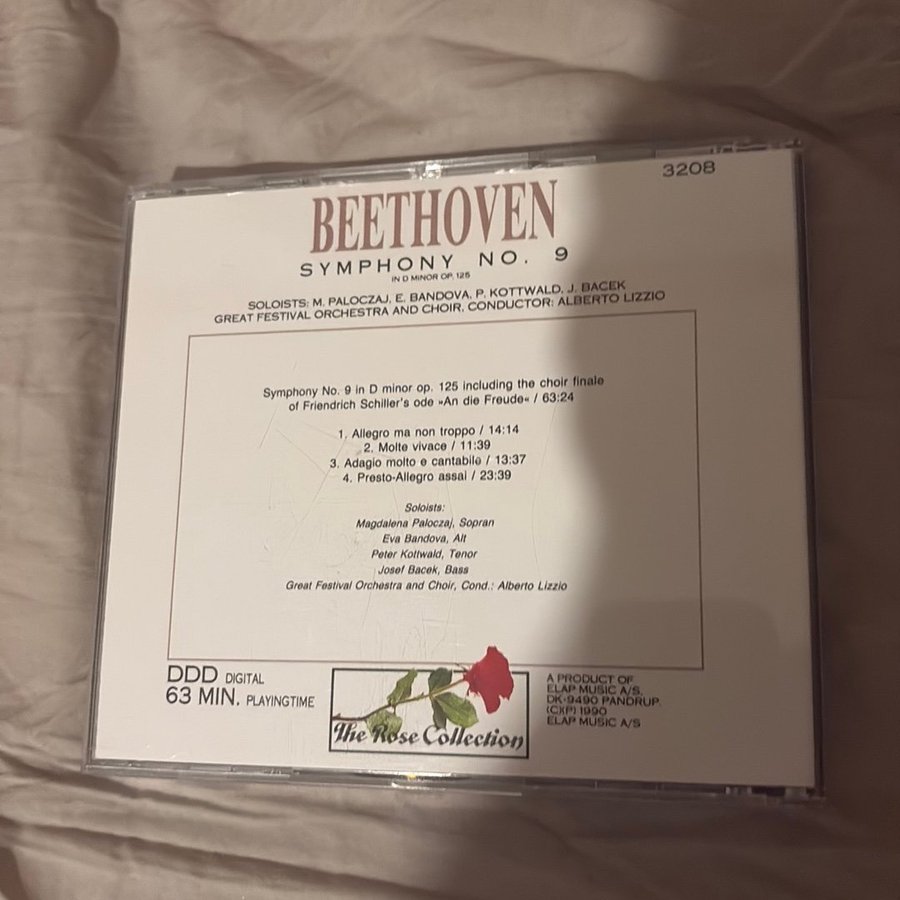 3208
BEETHOVEN
SYMPHONY NO. 9
IN D MINOR OP. 125
SOLOISTS: M. PALOCZAJ, E. BANDOVA, P. KOTTWALD, J. BACEK
GREAT FESTIVAL ORCHESTRA AND CHOIR, CONDUCTOR: ALBERTO LIZZIO
Symphony No. 9 in D minor op. 125 including the choir finale
of Friendrich Schiller's ode »An die Freude« / 63:24
1. Allegro ma non troppo / 14:14
2. Molte vivace / 11:39
3. Adagio molto e cantabile / 13:37
4. Presto-Allegro assai / 23:39
Soloists:
Magdalena Paloczaj, Sopran
Eva Bandova, Alt
Peter Kottwald, Tenor
Josef Bacek, Bass
Great Festival Orchestra and Choir, Cond.: Alberto Lizzio
DDD DIGITAL
63 MIN. PLAYINGTIME
The Rose Collection
A PRODUCT OF
ELAP MUSIC A/S,
DK-9490 PANDRUP.
(C)(P) 1990
ELAP MUSIC A/S